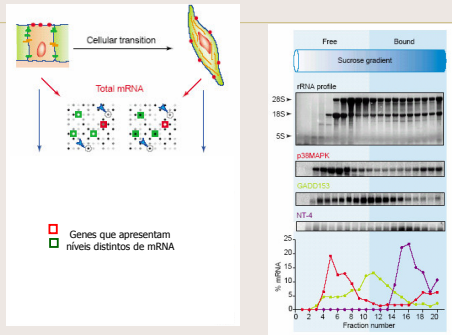 Cellular transition
Total mRNA
Genes que apresentam
níveis distintos de mRNA
Free
Bound
Sucrose gradient
rRNA profile
28S
18S
5S
p38MAPK
GADD153
NT-4
25
20
15
10
5
0
% mRNA
0 2 4 6 8 10 12 14 16 18 20
Fraction number